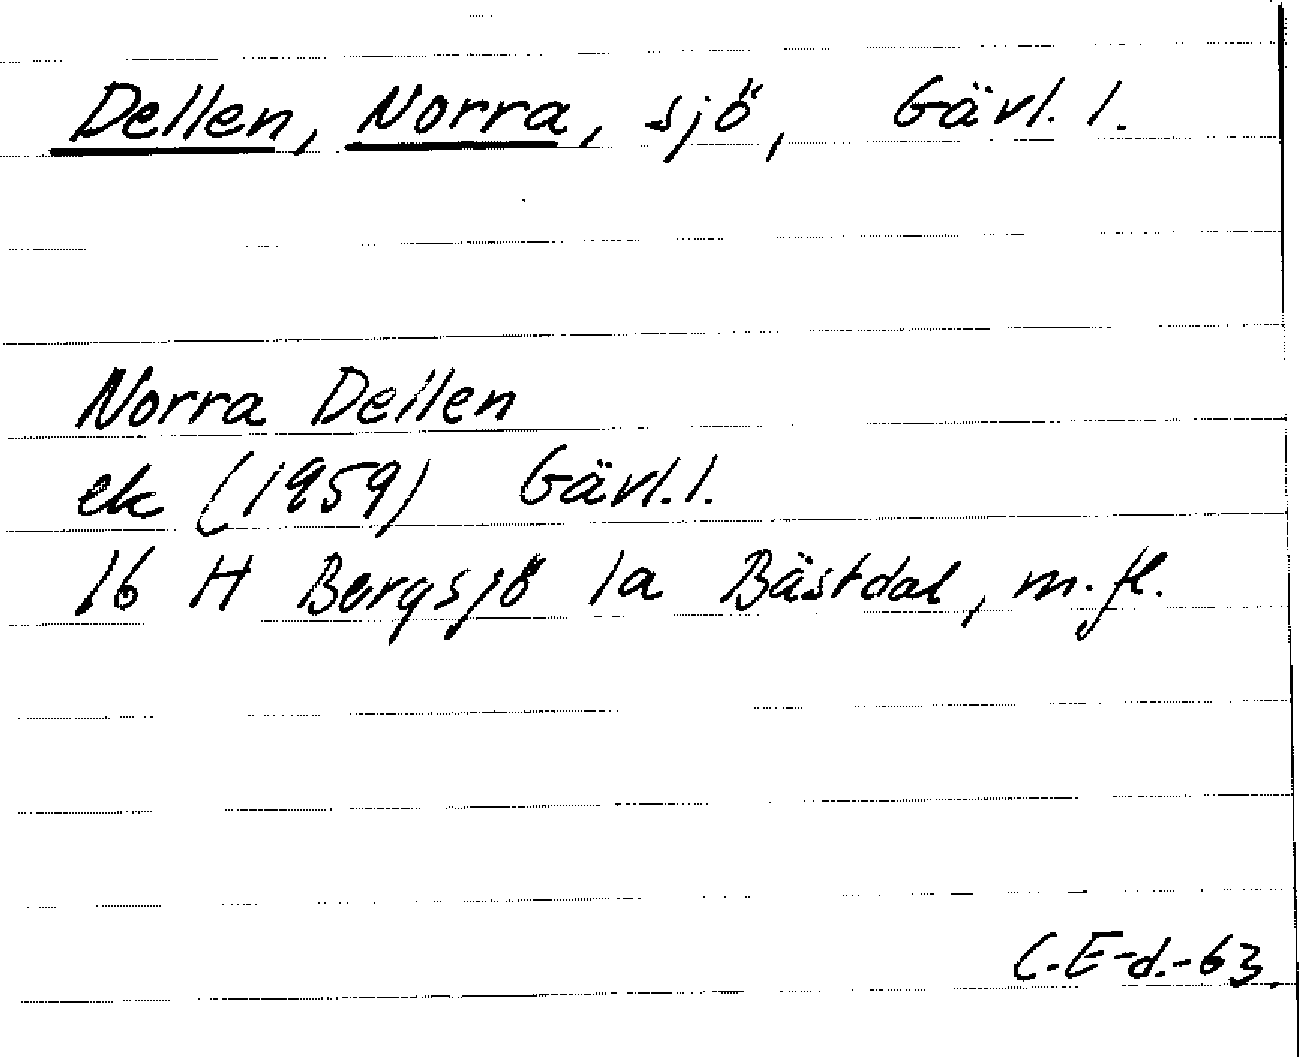 Dellen, Norra, sjö, Gävl. l.
Norra Dellen
ek (1959) Gävl. l.
16 H Bergsjö 1a Bästdal, m.fl.
C.E-d.-63.